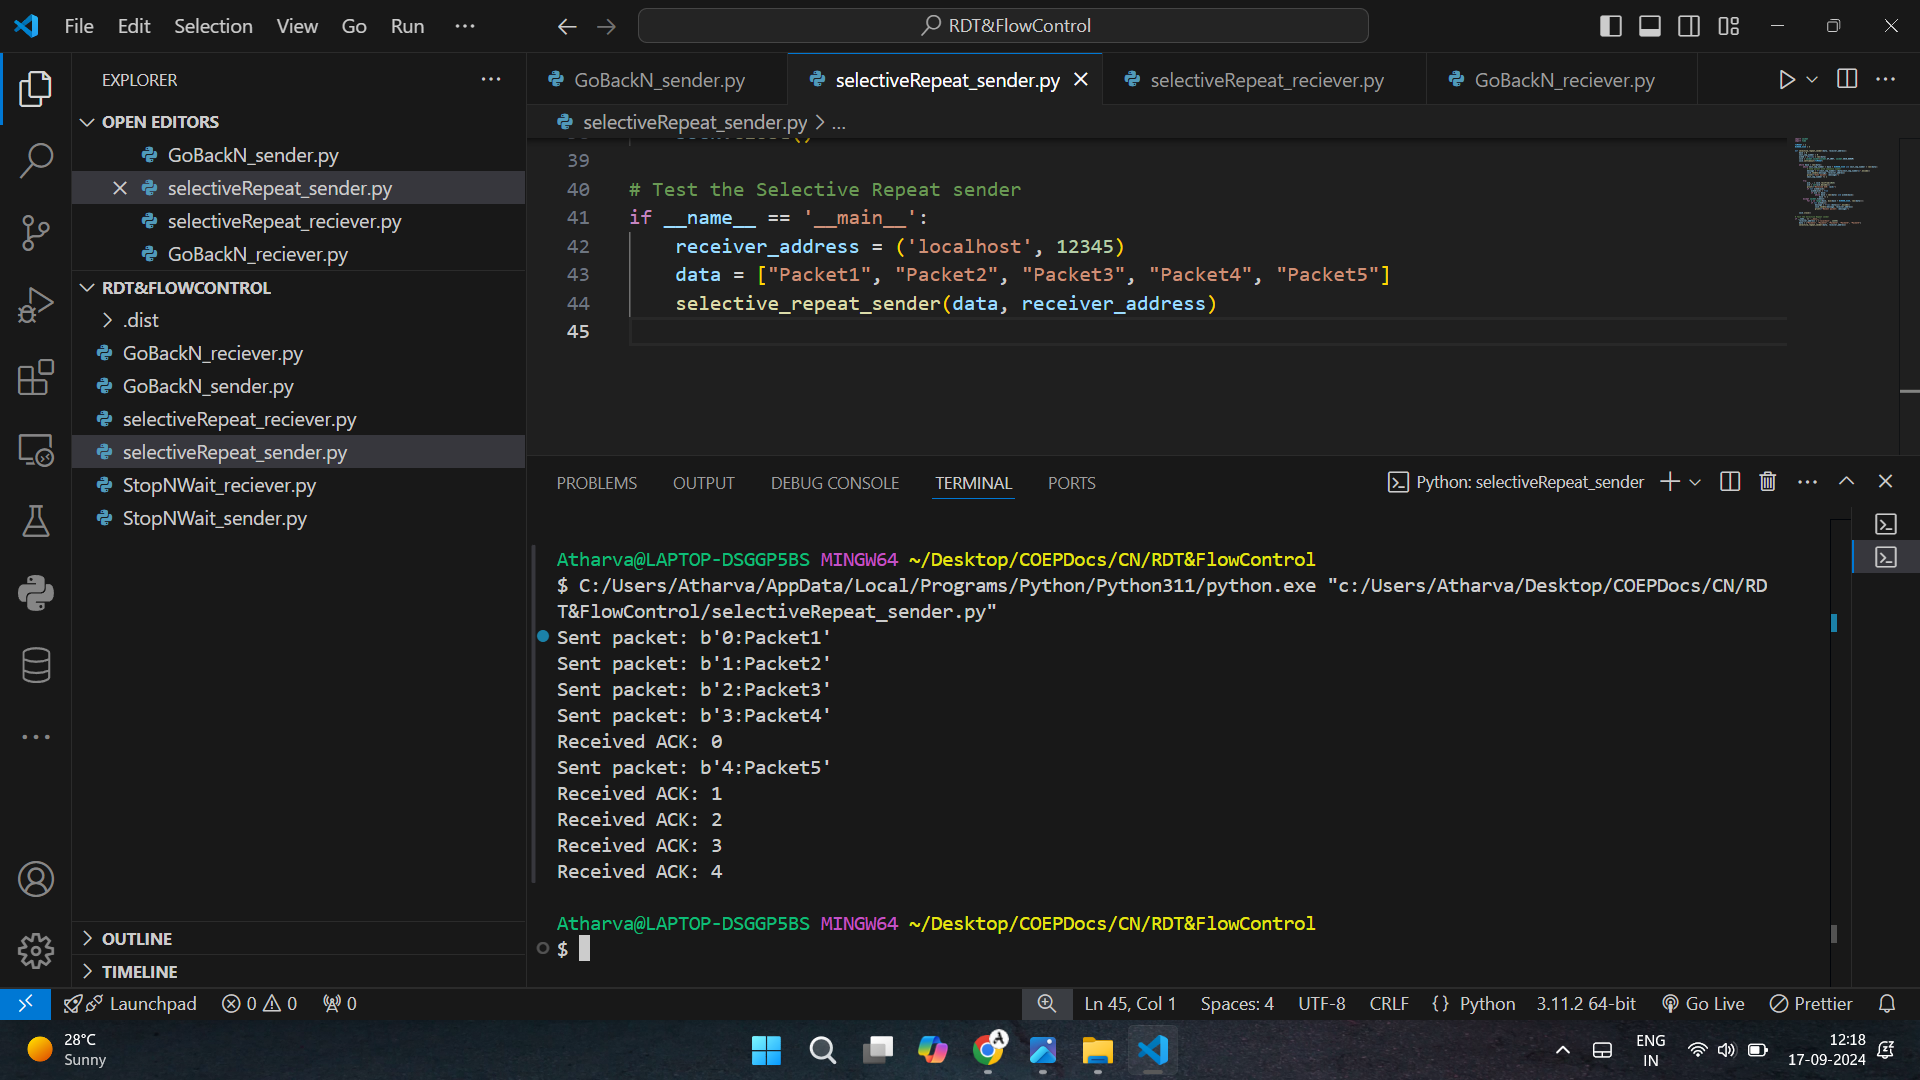 File Edit Selection View Go Run ...
RDT&FlowControl
EXPLORER
OPEN EDITORS
GoBackN_sender.py
selectiveRepeat_sender.py
selectiveRepeat_reciever.py
GoBackN_reciever.py
RDT&FLOWCONTROL
.dist
GoBackN_reciever.py
GoBackN_sender.py
selectiveRepeat_reciever.py
selectiveRepeat_sender.py
StopNWait_reciever.py
StopNWait_sender.py
OUTLINE
TIMELINE
GoBackN_sender.py selectiveRepeat_sender.py selectiveRepeat_reciever.py GoBackN_reciever.py
selectiveRepeat_sender.py > ...
39
40 # Test the Selective Repeat sender
41 if __name__ == '__main__':
42 receiver_address = ('localhost', 12345)
43 data = ["Packet1", "Packet2", "Packet3", "Packet4", "Packet5"]
44 selective_repeat_sender(data, receiver_address)
45
PROBLEMS OUTPUT DEBUG CONSOLE TERMINAL PORTS
Python: selectiveRepeat_sender
Atharva@LAPTOP-DSGGP5BS MINGW64 ~/Desktop/COEPDocs/CN/RDT&FlowControl
$ C:/Users/Atharva/AppData/Local/Programs/Python/Python311/python.exe "c:/Users/Atharva/Desktop/COEPDocs/CN/RD
T&FlowControl/selectiveRepeat_sender.py"
Sent packet: b'0:Packet1'
Sent packet: b'1:Packet2'
Sent packet: b'2:Packet3'
Sent packet: b'3:Packet4'
Received ACK: 0
Sent packet: b'4:Packet5'
Received ACK: 1
Received ACK: 2
Received ACK: 3
Received ACK: 4
Atharva@LAPTOP-DSGGP5BS MINGW64 ~/Desktop/COEPDocs/CN/RDT&FlowControl
$
Launchpad 0 0 0
Ln 45, Col 1 Spaces: 4 UTF-8 CRLF {} Python 3.11.2 64-bit Go Live Prettier
28°C
Sunny
A
ENG
IN
12:18
17-09-2024